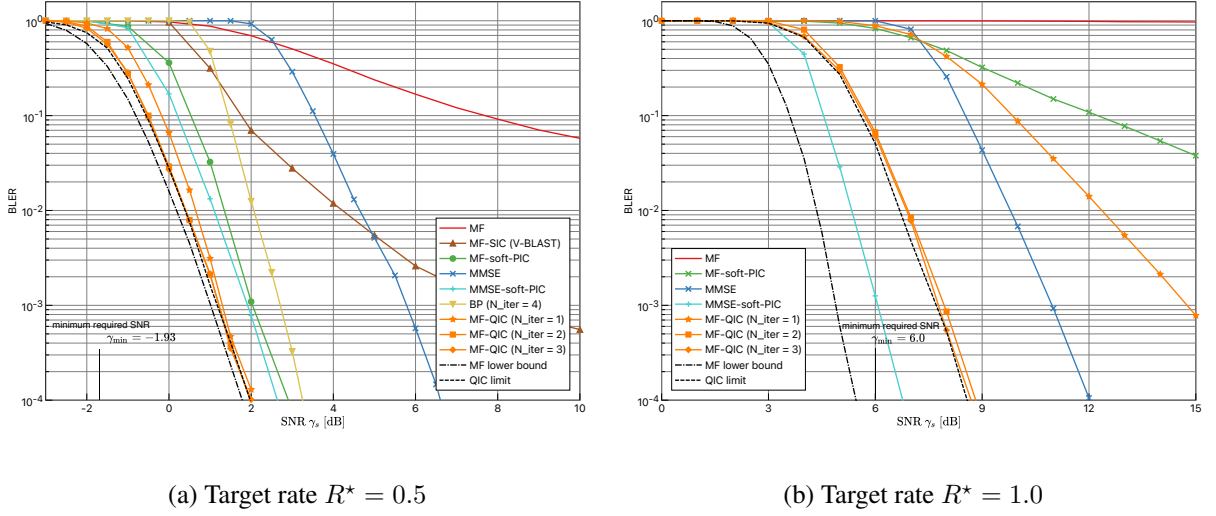 10^0
10^-1
10^-2
10^-3
10^-4
BLER
-2
0
2
4
6
8
10
SNR γ_s [dB]
minimum required SNR
γ_min = −1.93
MF
MF-SIC (V-BLAST)
MF-soft-PIC
MMSE
MMSE-soft-PIC
BP (N_iter = 4)
MF-QIC (N_iter = 1)
MF-QIC (N_iter = 2)
MF-QIC (N_iter = 3)
MF lower bound
QIC limit
(a) Target rate R^⋆ = 0.5
10^0
10^-1
10^-2
10^-3
10^-4
BLER
0
3
6
9
12
15
SNR γ_s [dB]
minimum required SNR
γ_min = 6.0
MF
MF-soft-PIC
MMSE
MMSE-soft-PIC
MF-QIC (N_iter = 1)
MF-QIC (N_iter = 2)
MF-QIC (N_iter = 3)
MF lower bound
QIC limit
(b) Target rate R^⋆ = 1.0